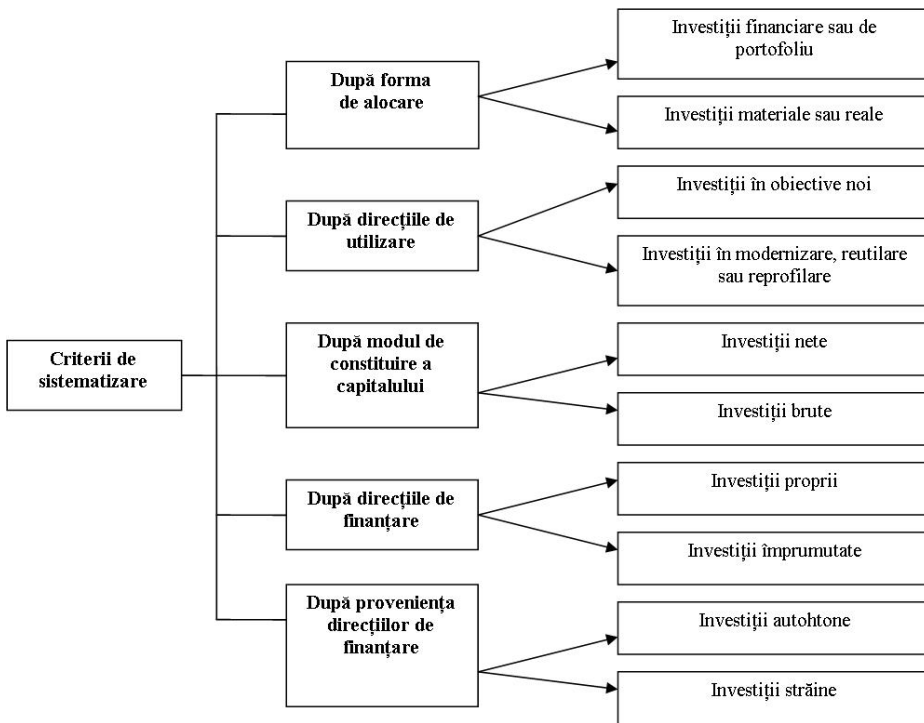 Criterii de
sistematizare
După forma
de alocare
Investiții financiare sau de
portofoliu
Investiții materiale sau reale
După direcțiile de
utilizare
Investiții în obiective noi
Investiții în modernizare, reutilare
sau reprofilare
După modul de
constituire a
capitalului
Investiții nete
Investiții brute
După direcțiile de
finanțare
Investiții proprii
Investiții împrumutate
După proveniența
direcțiilor de
finanțare
Investiții autohtone
Investiții străine